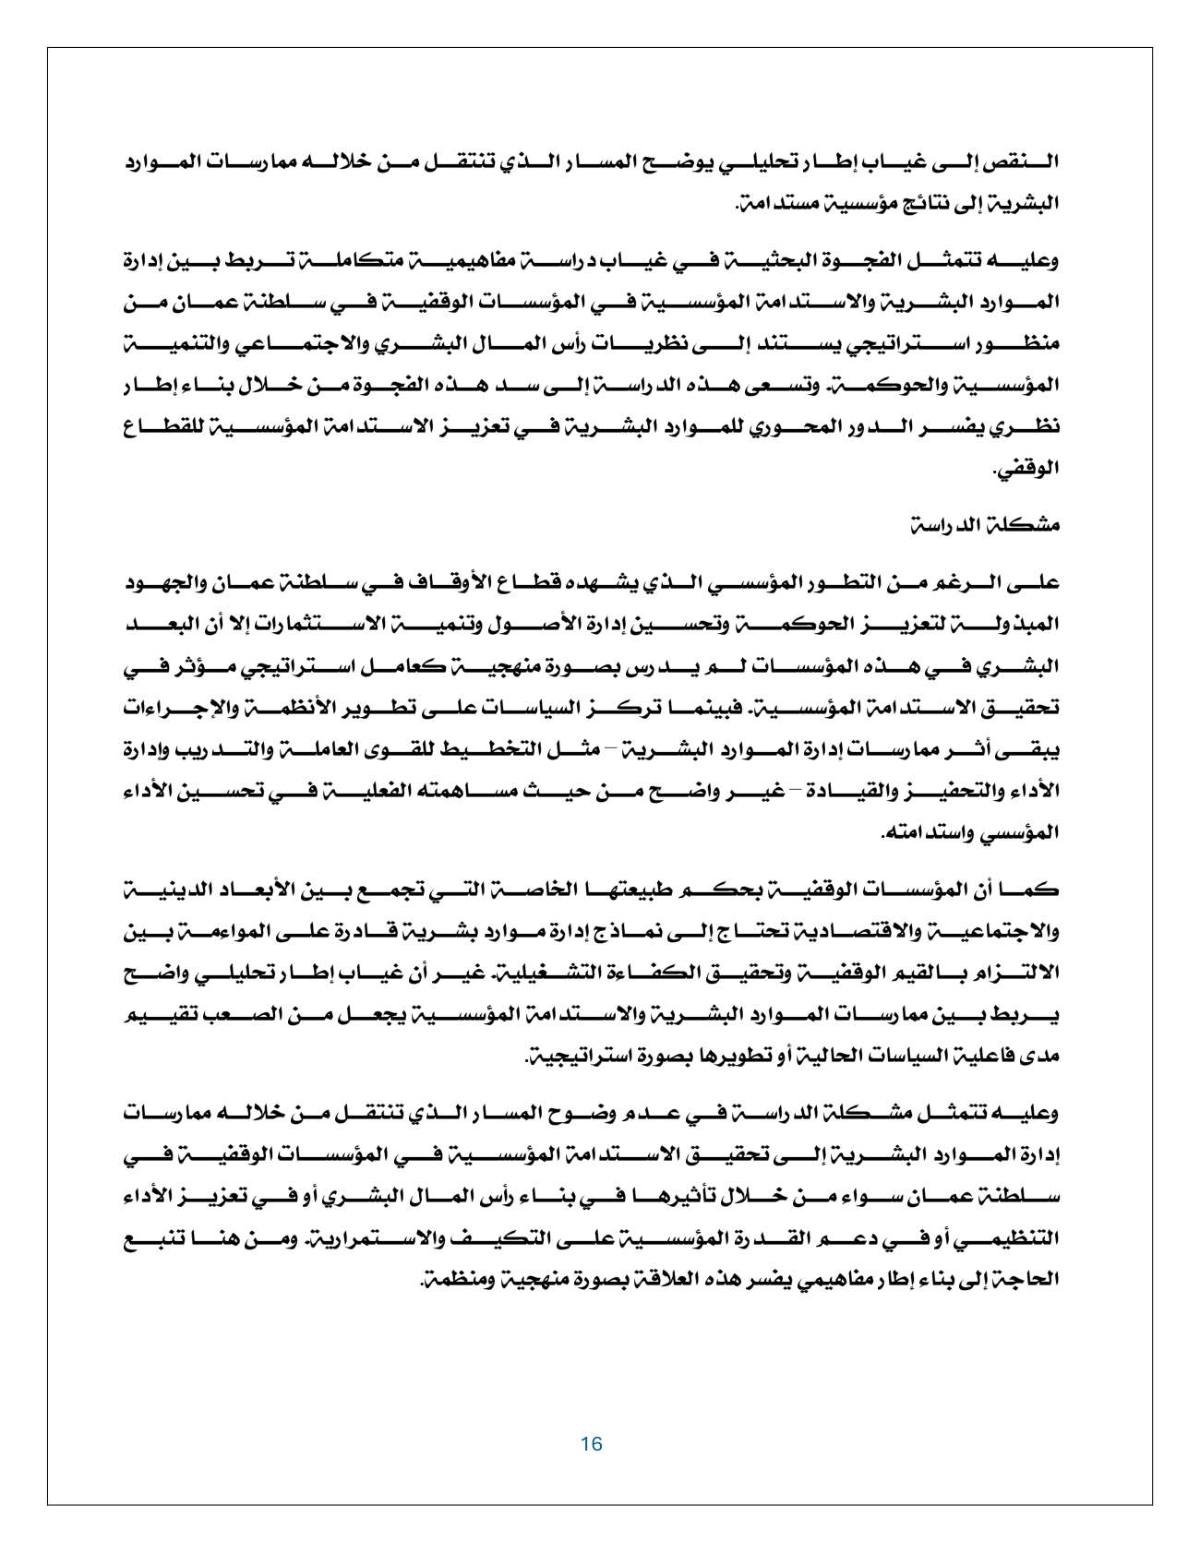 النقص إلى غياب إطار تحليلي يوضح المسار الذي تنتقل من خلاله ممارسات الموارد
البشرية إلى نتائج مؤسسية مستدامة.
وعليه تتمثل الفجوة البحثية في غياب دراسة مفاهيمية متكاملة تربط بين إدارة
الموارد البشرية والاستدامة المؤسسية في المؤسسات الوقفية في سلطنة عمان من
منظور استراتيجي يستند إلى نظريات رأس المال البشري والاجتماعي والتنمية
المؤسسية والحوكمة. وتسعى هذه الدراسة إلى سد هذه الفجوة من خلال بناء إطار
نظري يفسر الدور المحوري للموارد البشرية في تعزيز الاستدامة المؤسسية للقطاع
الوقفي.
مشكلة الدراسة
على الرغم من التطور المؤسسي الذي يشهده قطاع الأوقاف في سلطنة عمان والجهود
المبذولة لتعزيز الحوكمة وتحسين إدارة الأصول وتنمية الاستثمارات إلا أن البعد
البشري في هذه المؤسسات لم يدرس بصورة منهجية كعامل استراتيجي مؤثر في
تحقيق الاستدامة المؤسسية. فبينما تركز السياسات على تطوير الأنظمة والإجراءات
يبقى أثر ممارسات إدارة الموارد البشرية – مثل التخطيط للقوى العاملة والتدريب وإدارة
الأداء والتحفيز والقيادة – غير واضح من حيث مساهمته الفعلية في تحسين الأداء
المؤسسي واستدامته.
كما أن المؤسسات الوقفية بحكم طبيعتها الخاصة التي تجمع بين الأبعاد الدينية
والاجتماعية والاقتصادية تحتاج إلى نماذج إدارة موارد بشرية قادرة على المواءمة بين
الالتزام بالقيم الوقفية وتحقيق الكفاءة التشغيلية. غير أن غياب إطار تحليلي واضح
يربط بين ممارسات الموارد البشرية والاستدامة المؤسسية يجعل من الصعب تقييم
مدى فاعلية السياسات الحالية أو تطويرها بصورة استراتيجية.
وعليه تتمثل مشكلة الدراسة في عدم وضوح المسار الذي تنتقل من خلاله ممارسات
إدارة الموارد البشرية إلى تحقيق الاستدامة المؤسسية في المؤسسات الوقفية في
سلطنة عمان سواء من خلال تأثيرها في بناء رأس المال البشري أو في تعزيز الأداء
التنظيمي أو في دعم القدرة المؤسسية على التكيف والاستمرارية. ومن هنا تنبع
الحاجة إلى بناء إطار مفاهيمي يفسر هذه العلاقة بصورة منهجية ومنظمة.
16